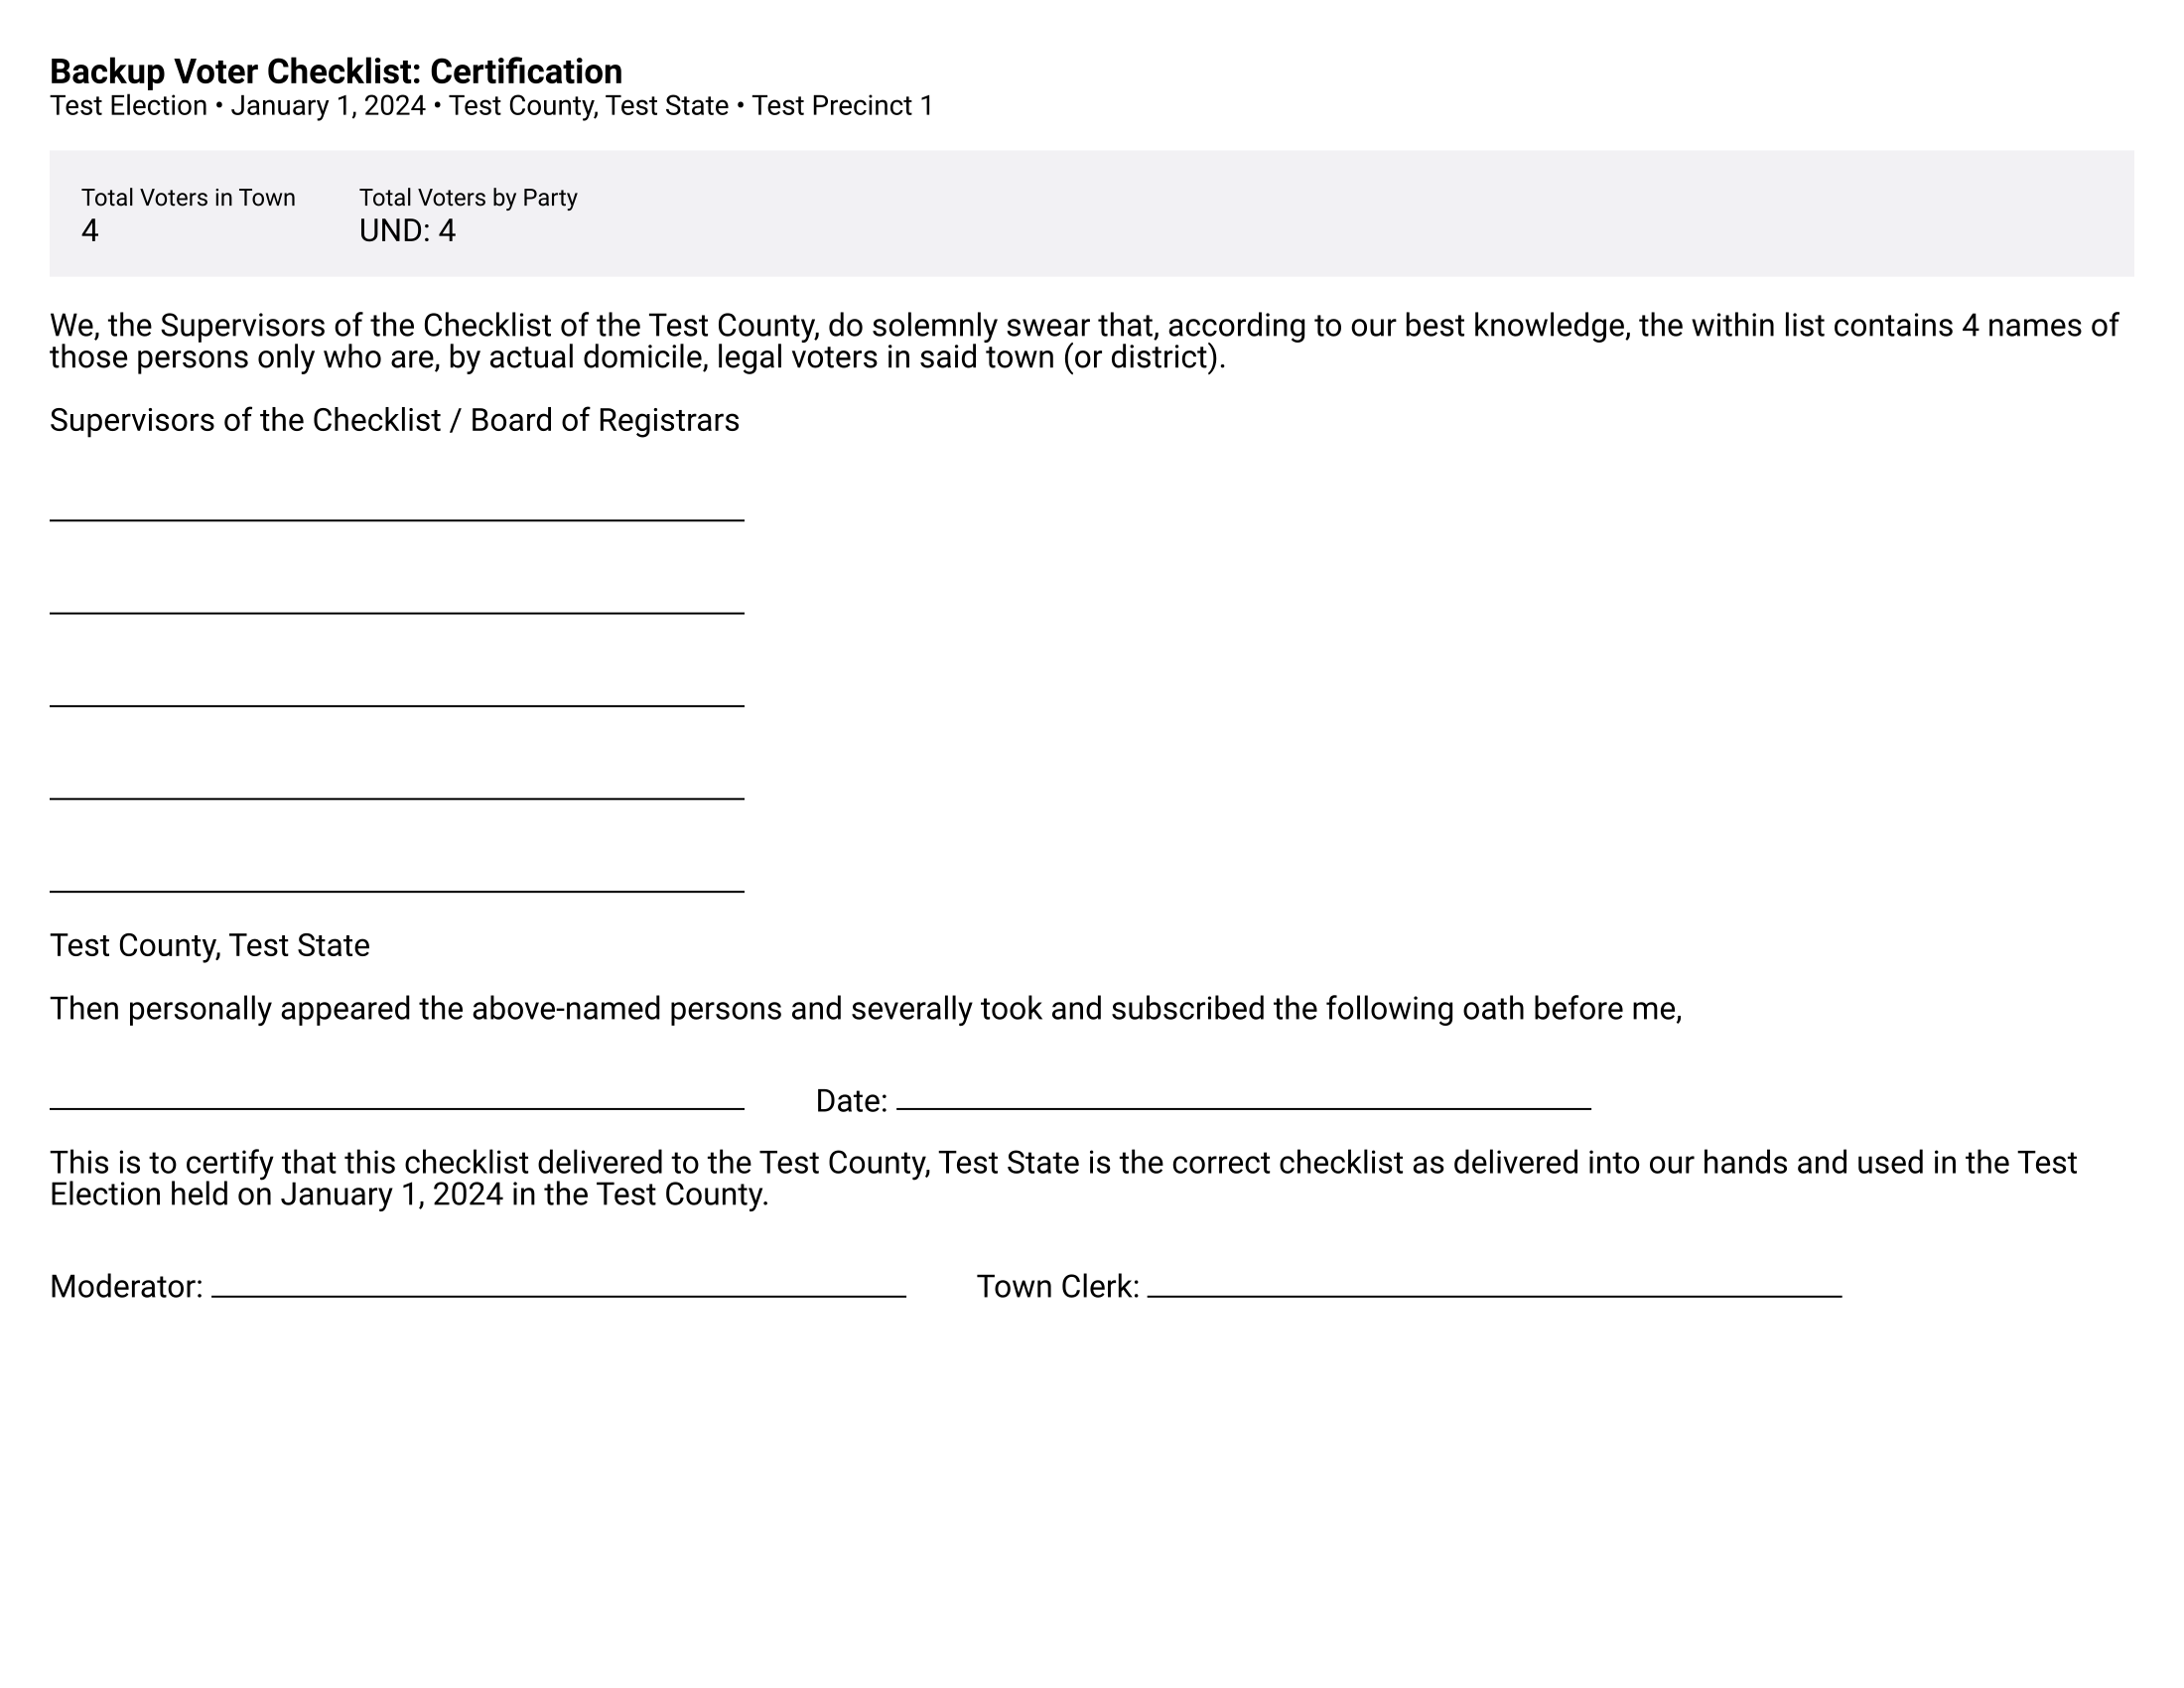 Backup Voter Checklist: Certification
Test Election • January 1, 2024 • Test County, Test State • Test Precinct 1
Total Voters in Town Total Voters by Party
4 UND: 4
We, the Supervisors of the Checklist of the Test County, do solemnly swear that, according to our best knowledge, the within list contains 4 names of
those persons only who are, by actual domicile, legal voters in said town (or district).
Supervisors of the Checklist / Board of Registrars
Test County, Test State
Then personally appeared the above-named persons and severally took and subscribed the following oath before me,
Date:
This is to certify that this checklist delivered to the Test County, Test State is the correct checklist as delivered into our hands and used in the Test
Election held on January 1, 2024 in the Test County.
Moderator: Town Clerk: